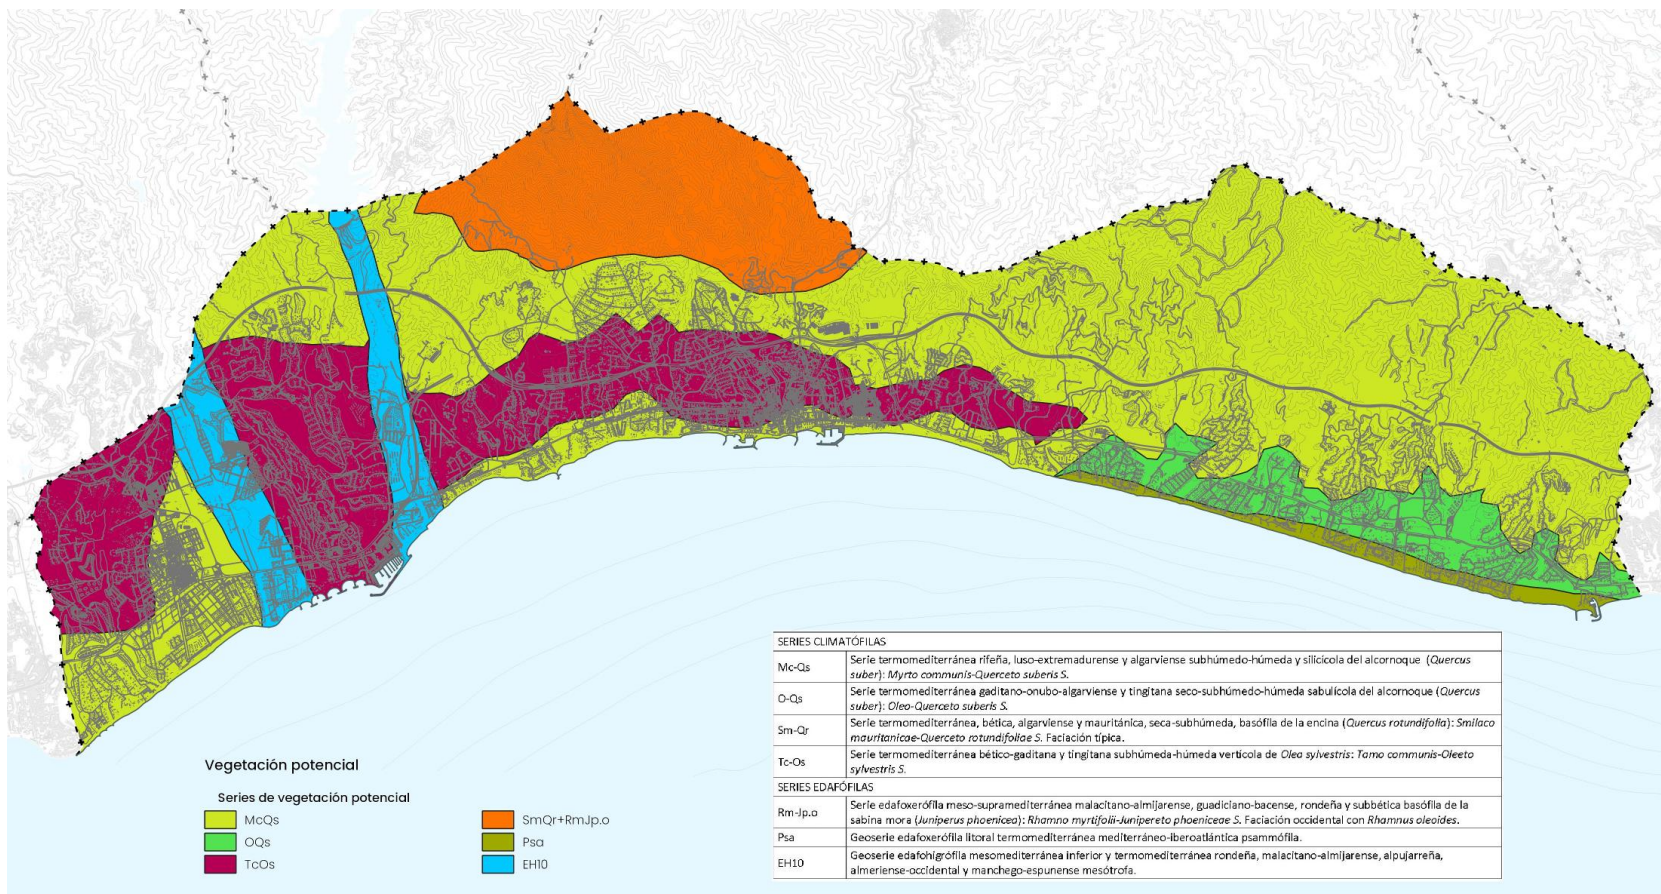 SERIES CLIMATÓFILAS
Mc-Qs
Serie termomediterránea rifeña, luso-extremadurense y algarviense subhúmedo-húmeda y silicícola del alcornoque (Quercus
suber): Myrto communis-Querceto suberis S.
O-Qs
Serie termomediterránea gaditano-onubo-algarviense y tingitana seco-subhúmedo-húmeda sabulícola del alcornoque (Quercus
suber): Oleo-Querceto suberis S.
Sm-Qr
Serie termomediterránea, bética, algarviense y mauritánica, seca-subhúmeda, basófila de la encina (Quercus rotundifolia): Smilaco
mauritanicae-Querceto rotundifoliae S. Faciación típica.
Tc-Os
Serie termomediterránea bético-gaditana y tingitana subhúmeda-húmeda vertícola de Olea sylvestris: Tamo communis-Oleeto
sylvestris S.
SERIES EDAFÓFILAS
Rm-Jp.o
Serie edafoxerófila meso-supramediterránea malacitano-almijarense, guadiciano-bacense, rondeña y subbética basófila de la
sabina mora (Juniperus phoenicea): Rhamno myrtifolii-Junipereto phoeniceae S. Faciación occidental con Rhamnus oleoides.
Psa
Geoserie edafoxerófila litoral termomediterránea mediterráneo-iberoatlántica psammófila.
EH10
Geoserie edafohigrófila mesomediterránea inferior y termomediterránea rondeña, malacitano-almijarense, alpujarreña,
almeriense-occidental y manchego-espunense mesótrofa.
Vegetación potencial
Series de vegetación potencial
McQs
OQs
TcOs
SmQr+RmJp.o
Psa
EH10